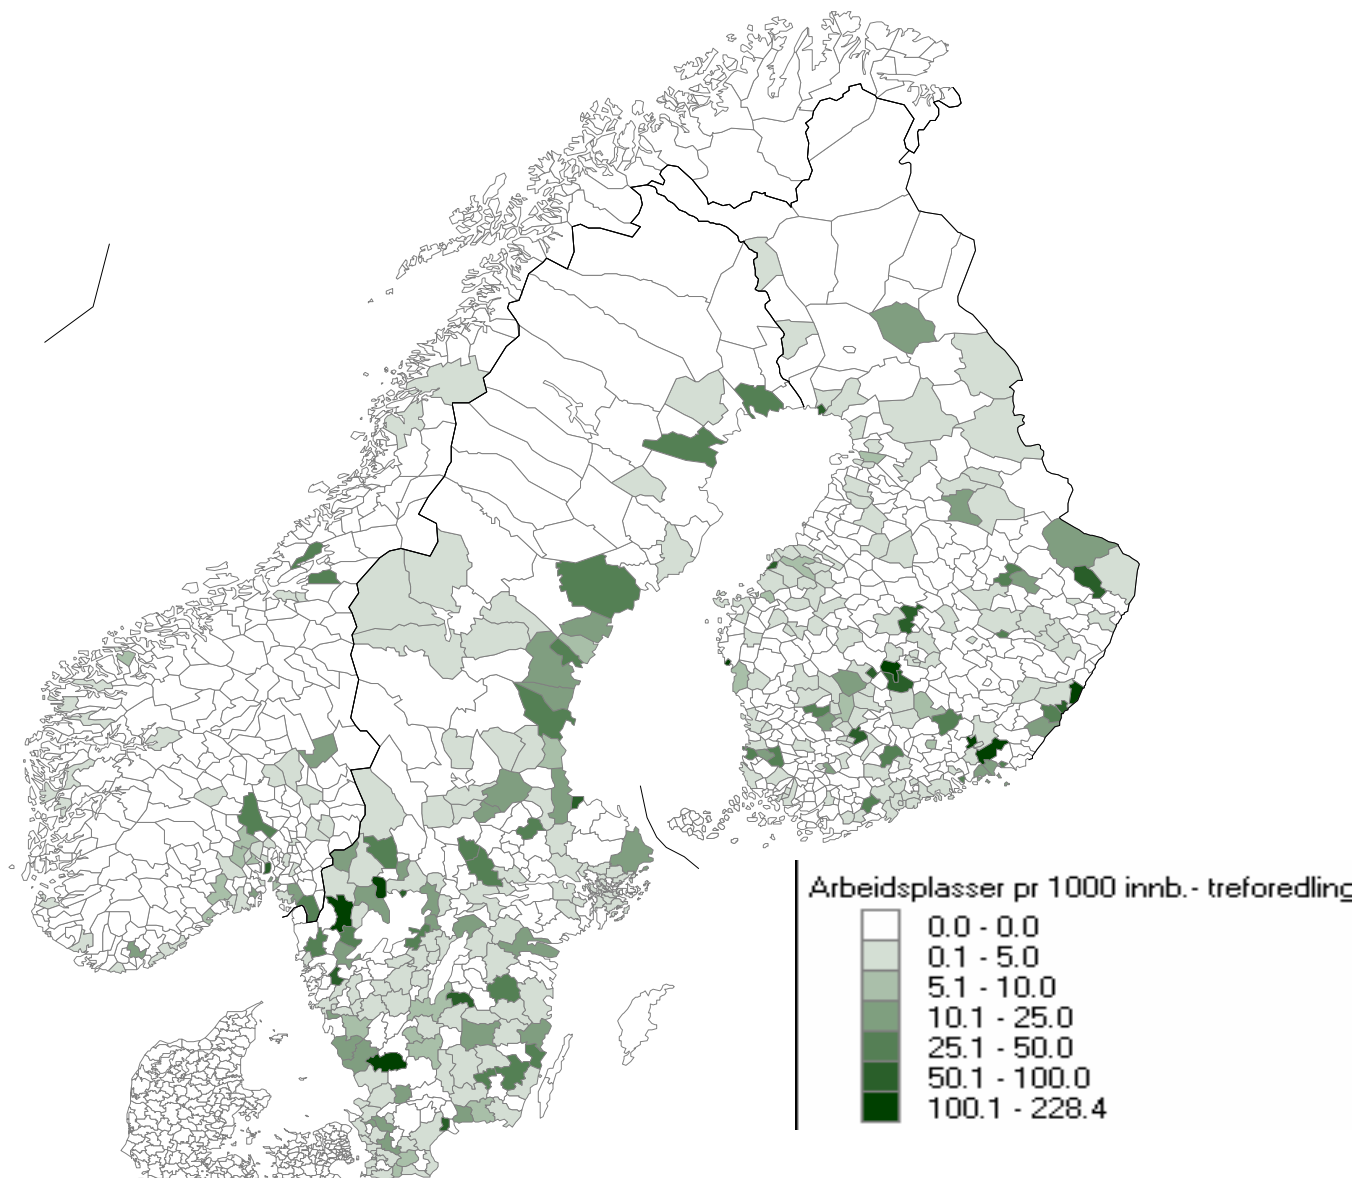 Arbeidsplasser pr 1000 innb.- treforedling
0.0 - 0.0
0.1 - 5.0
5.1 - 10.0
10.1 - 25.0
25.1 - 50.0
50.1 - 100.0
100.1 - 228.4